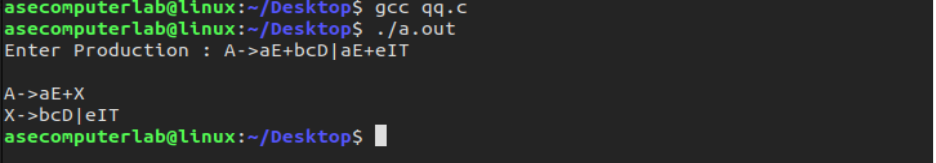 asecomputerlab@linux:~/Desktop$ gcc qq.c
asecomputerlab@linux:~/Desktop$ ./a.out
Enter Production : A->aE+bcD|aE+eIT

A->aE+X
X->bcD|eIT
asecomputerlab@linux:~/Desktop$